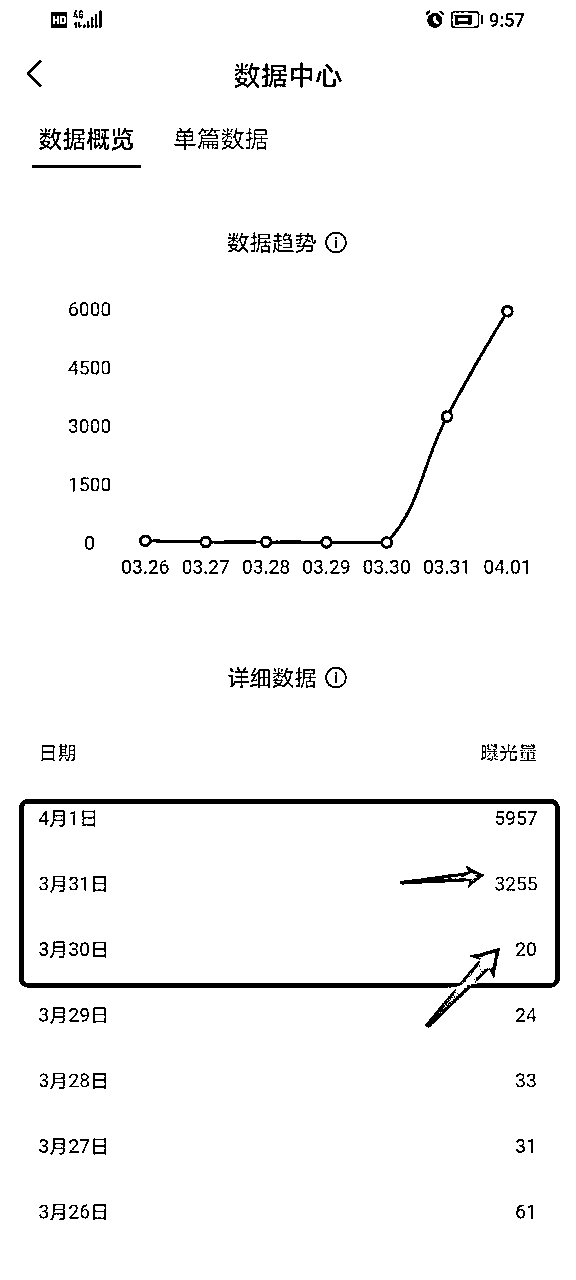 HD 4G 9:57
数据中心
数据概览 单篇数据
数据趋势
6000
4500
3000
1500
0
03.26 03.27 03.28 03.29 03.30 03.31 04.01
详细数据
日期 曝光量
4月1日 5957
3月31日 3255
3月30日 20
3月29日 24
3月28日 33
3月27日 31
3月26日 61